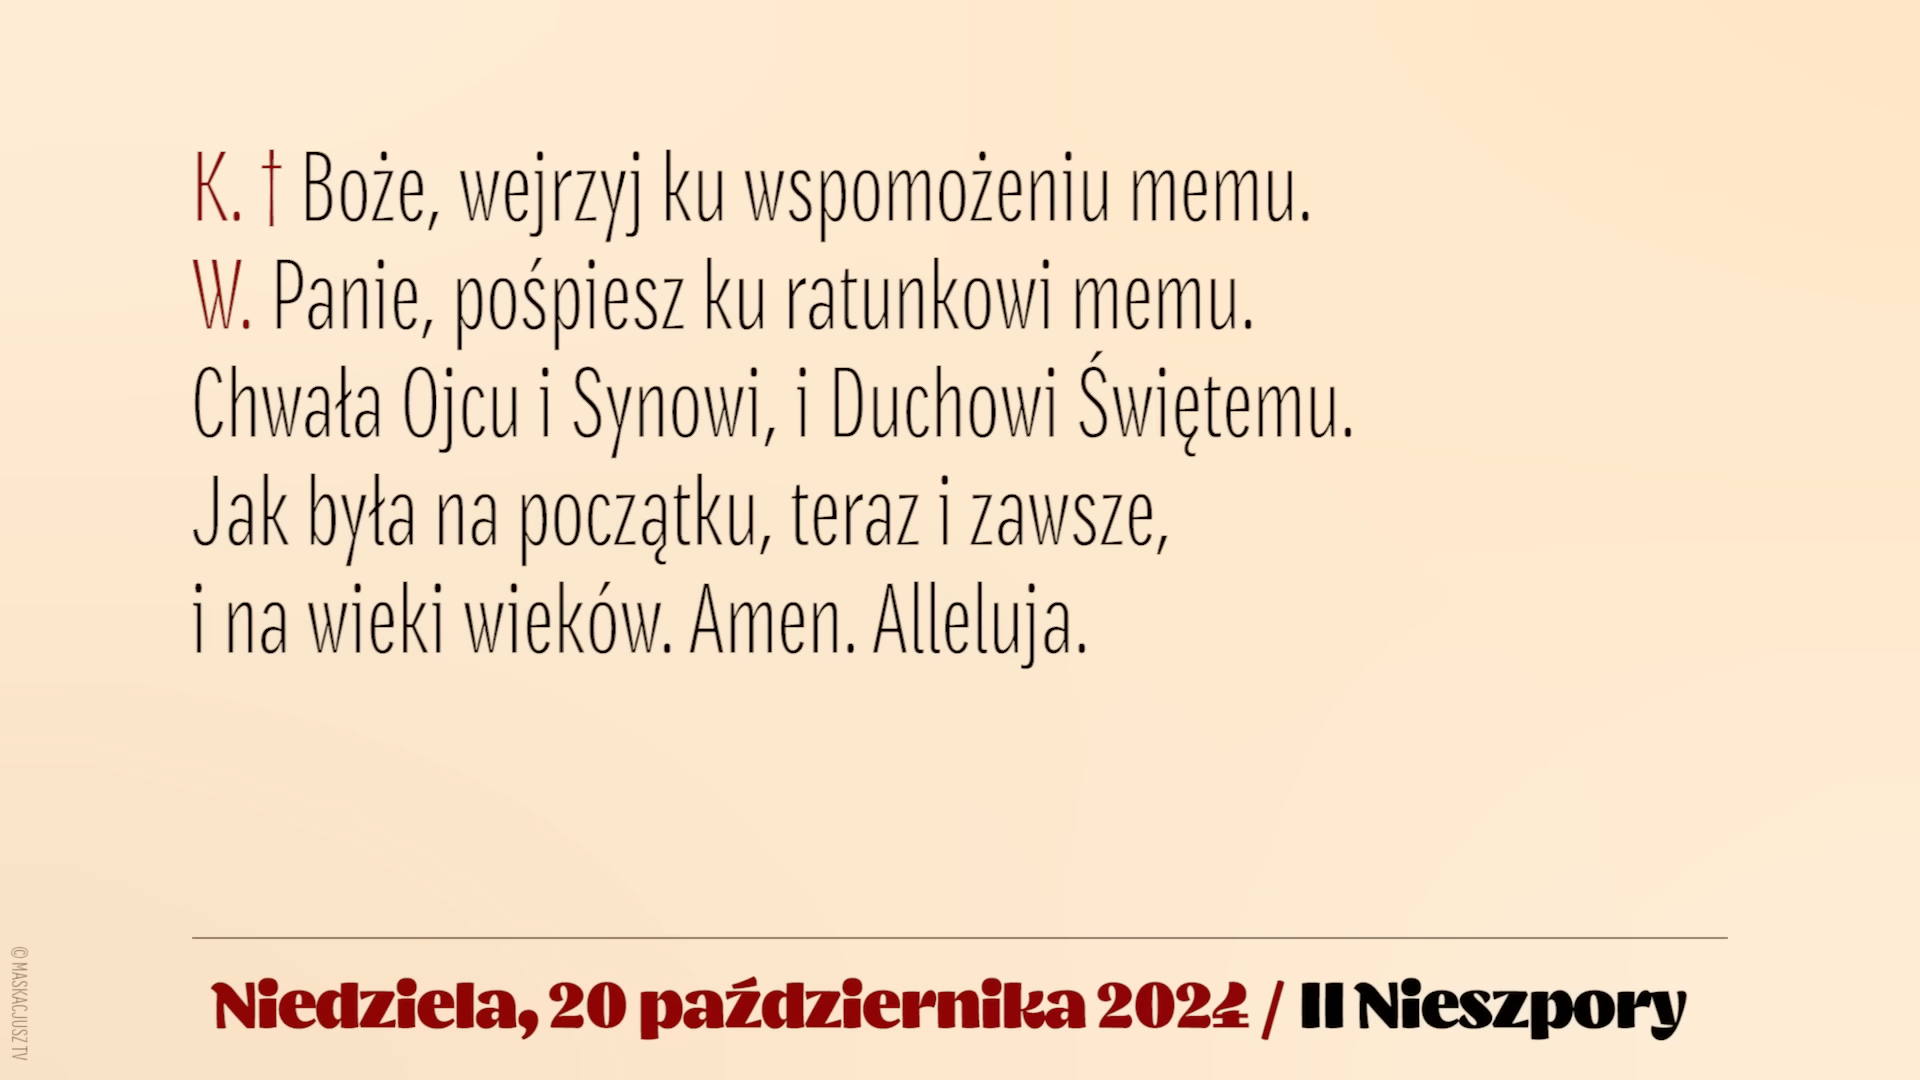 K. † Boże, wejrzyj ku wspomożeniu memu.
W. Panie, pośpiesz ku ratunkowi memu.
Chwała Ojcu i Synowi, i Duchowi Świętemu.
Jak była na początku, teraz i zawsze,
i na wieki wieków. Amen. Alleluja.
Niedziela, 20 października 2024 / II Nieszpory
© MASKACJUSZ TV